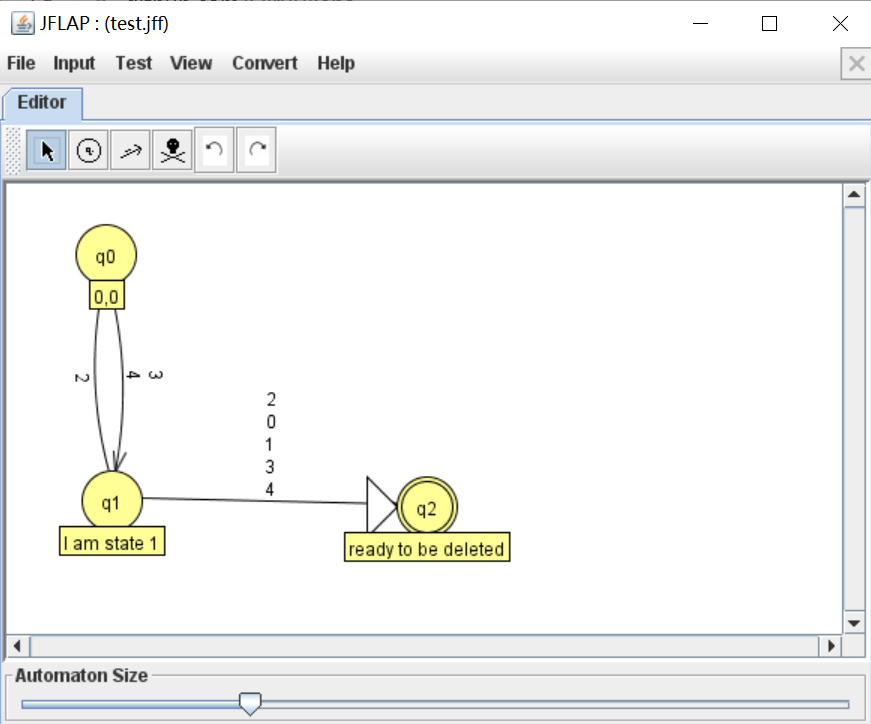 JFLAP : (test.jff)
File Input Test View Convert Help
Editor
q0
0,0
2 4 3
2
0
1
3
4
q1
I am state 1
q2
ready to be deleted
Automaton Size